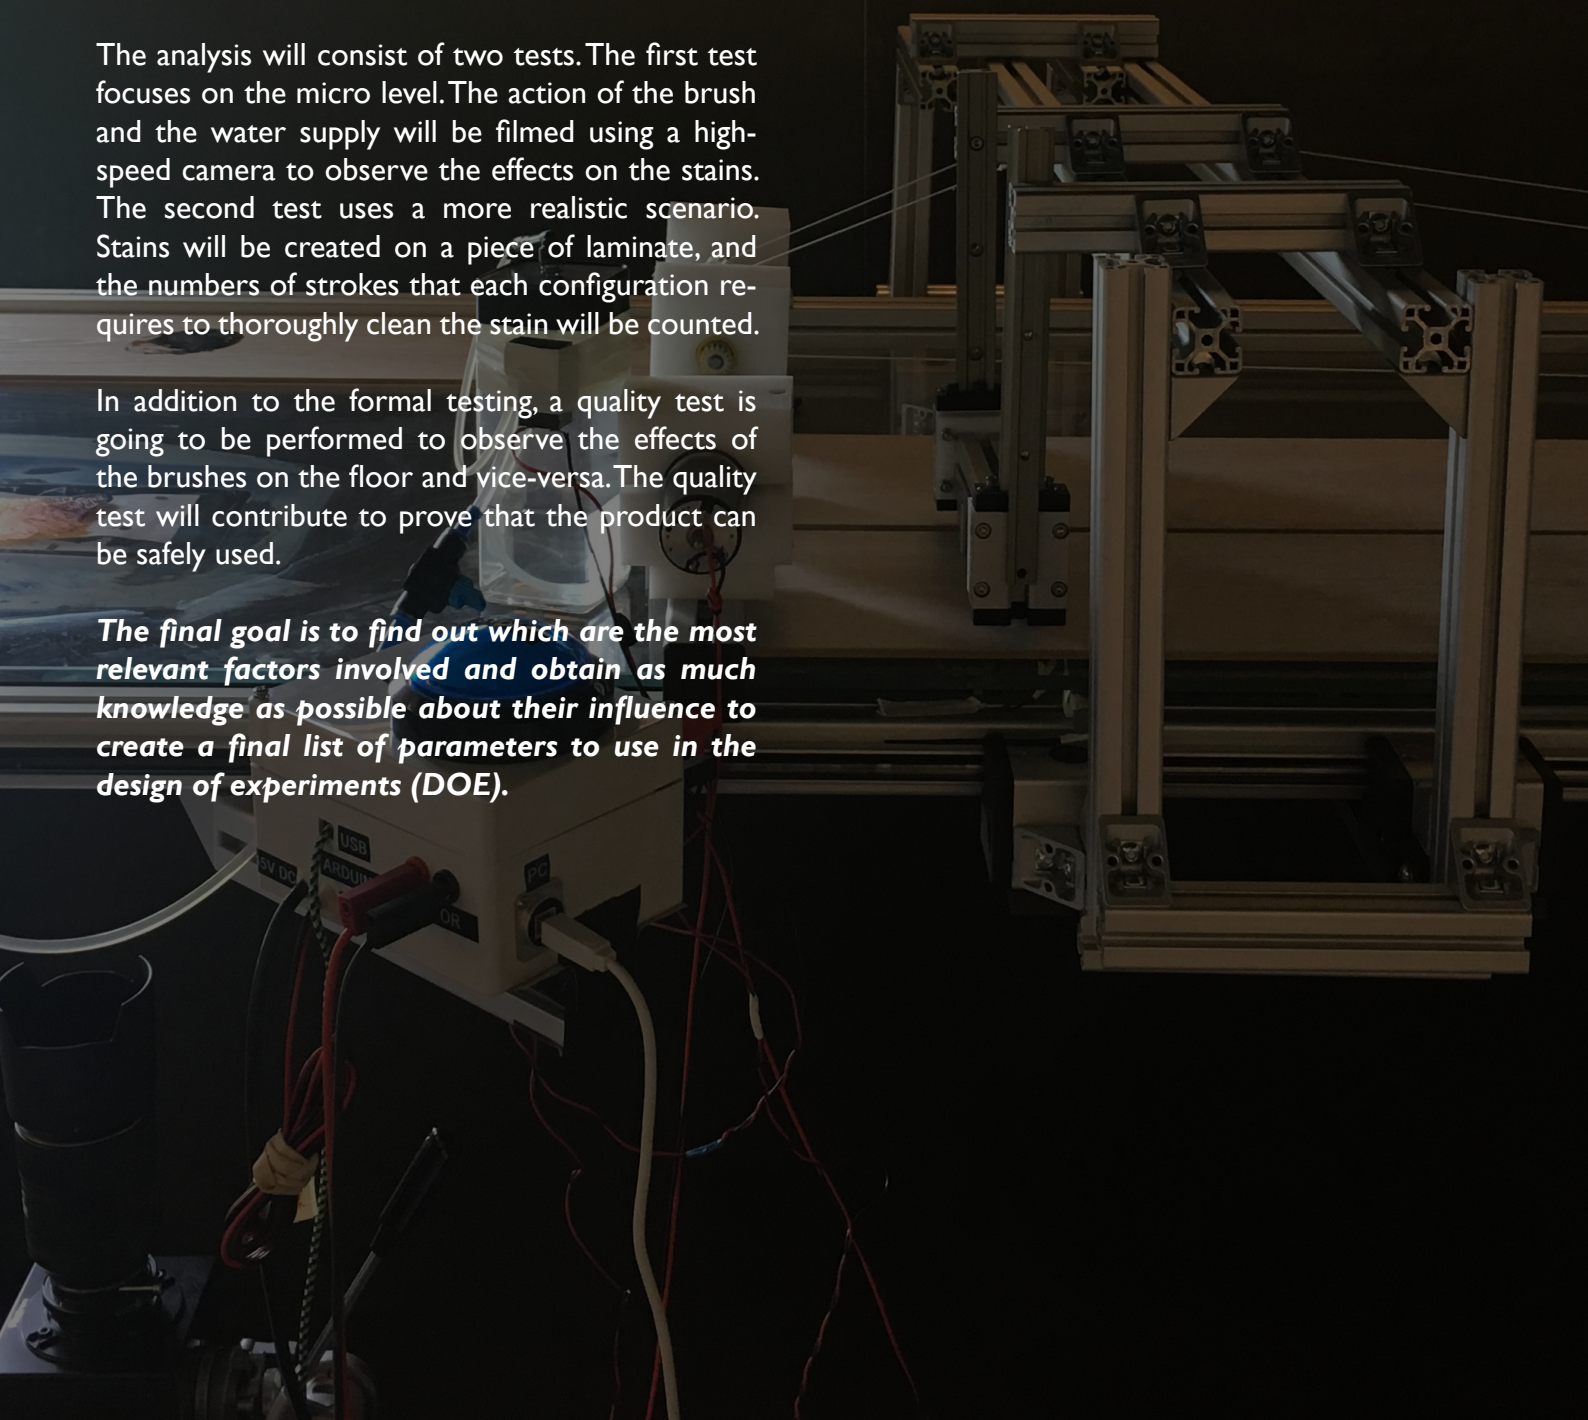 The analysis will consist of two tests. The first test
focuses on the micro level. The action of the brush
and the water supply will be filmed using a high-
speed camera to observe the effects on the stains.
The second test uses a more realistic scenario.
Stains will be created on a piece of laminate, and
the numbers of strokes that each configuration re-
quires to thoroughly clean the stain will be counted.
In addition to the formal testing, a quality test is
going to be performed to observe the effects of
the brushes on the floor and vice-versa. The quality
test will contribute to prove that the product can
be safely used.
The final goal is to find out which are the most
relevant factors involved and obtain as much
knowledge as possible about their influence to
create a final list of parameters to use in the
design of experiments (DOE).
USB
5V DC
ARDUIN
PC
OR